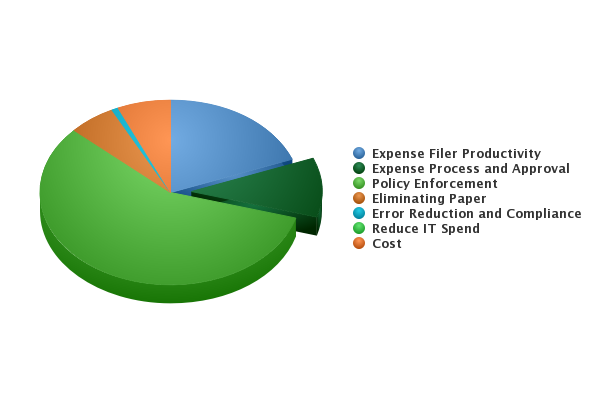 Expense Filer Productivity
Expense Process and Approval
Policy Enforcement
Eliminating Paper
Error Reduction and Compliance
Reduce IT Spend
Cost